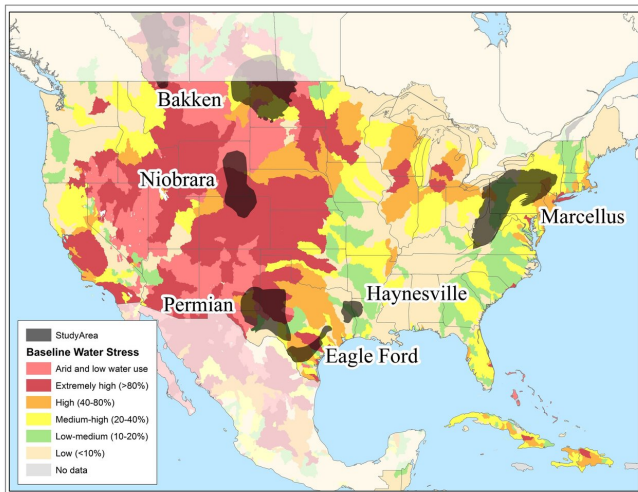 Bakken
Niobrara
Marcellus
Permian
Haynesville
Eagle Ford
StudyArea
Baseline Water Stress
Arid and low water use
Extremely high (>80%)
High (40-80%)
Medium-high (20-40%)
Low-medium (10-20%)
Low (<10%)
No data